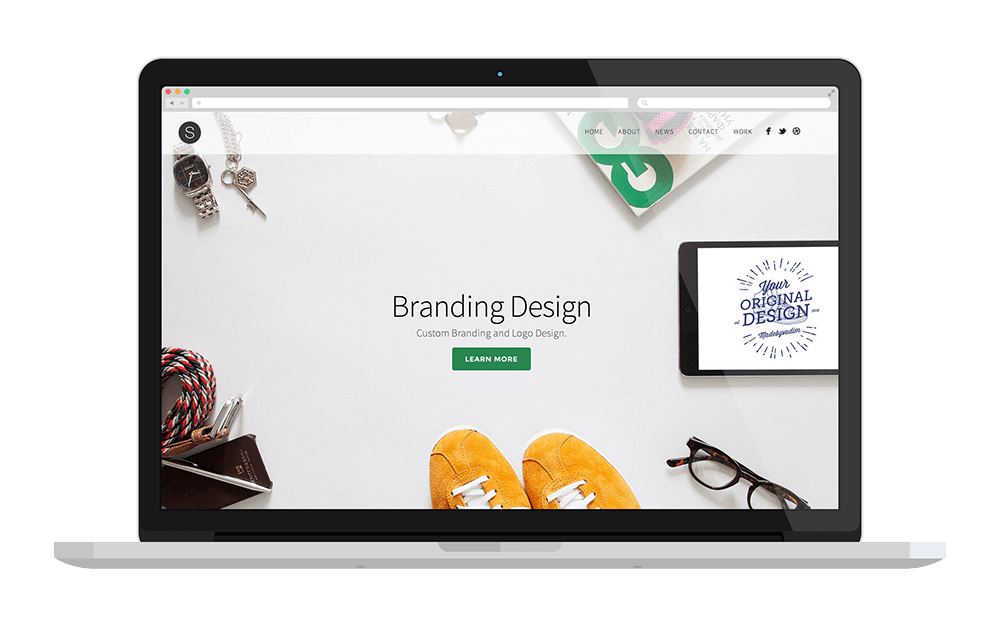 S
HOME ABOUT NEWS CONTACT WORK
Branding Design
Custom Branding and Logo Design.
LEARN MORE
Your
ORIGINAL
DESIGN
Madebyvadim